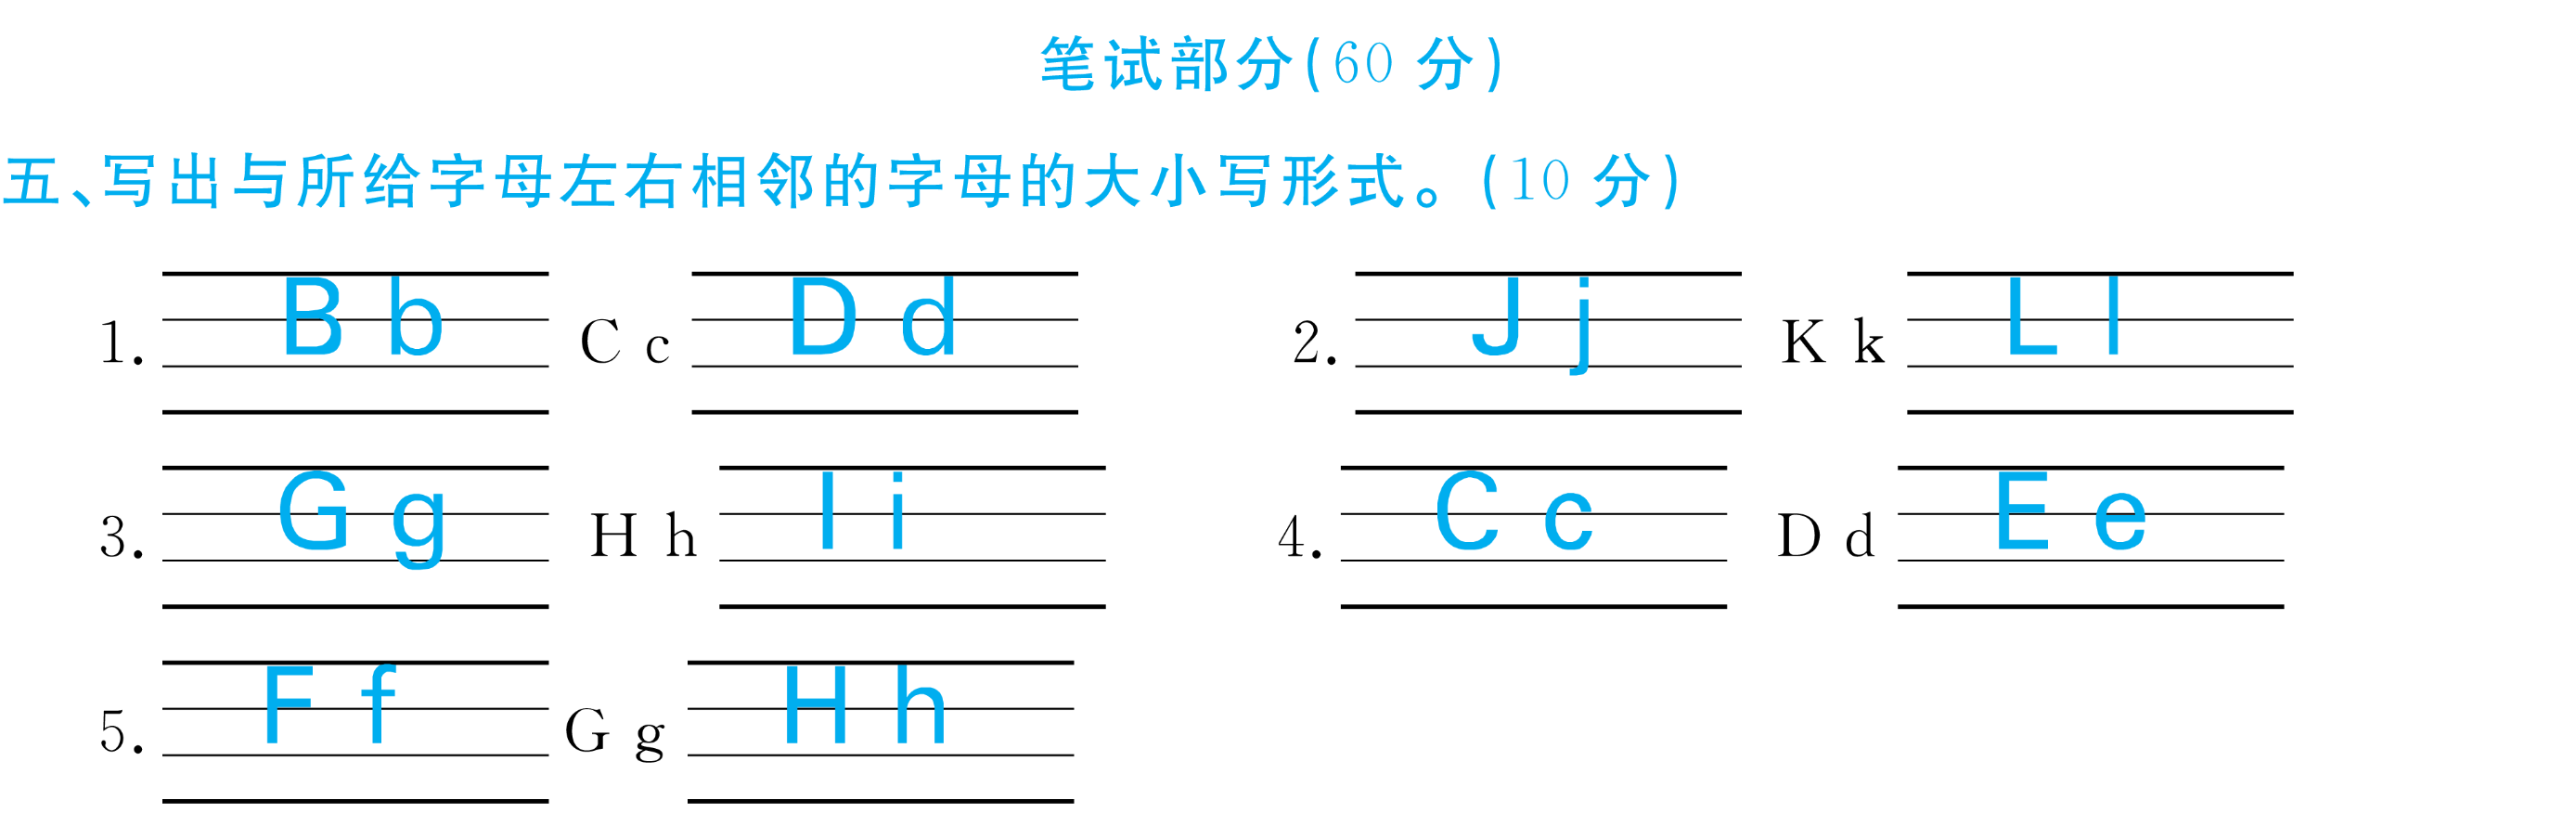 笔试部分(60 分)
五、写出与所给字母左右相邻的字母的大小写形式。(10 分)
1. B b C c D d 2. J j K k L l
3. G g H h I i 4. C c D d E e
5. F f G g H h